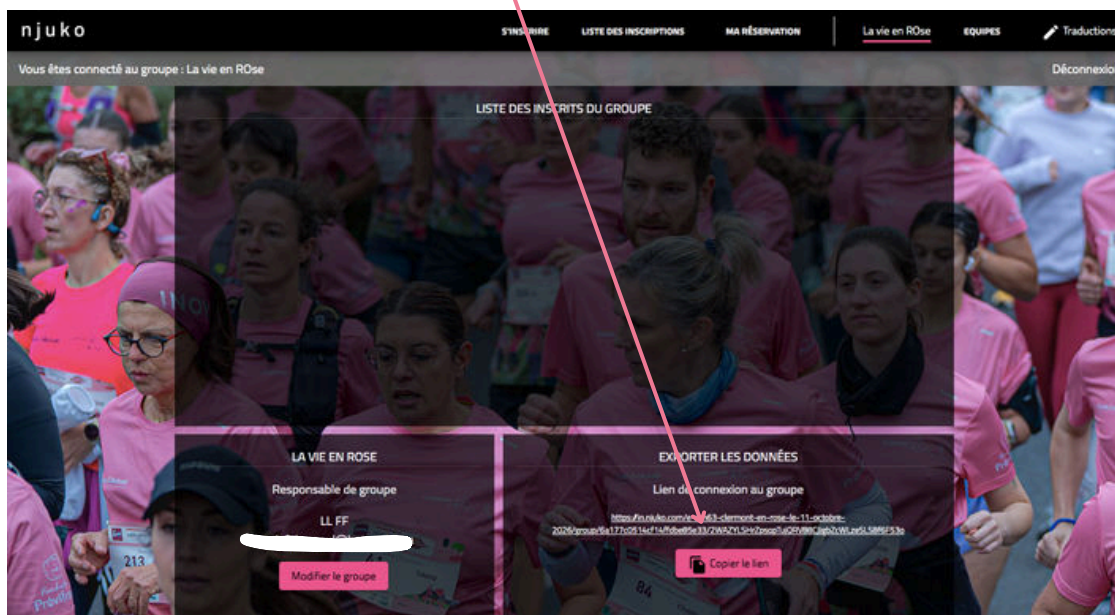 njuko
S'INSCRIRE LISTE DES INSCRIPTIONS MA RÉSERVATION La vie en ROse EQUIPES Traductions
Vous êtes connecté au groupe : La vie en ROse Déconnexion
LISTE DES INSCRITS DU GROUPE
LA VIE EN ROSE
Responsable de groupe
LL FF
Modifier le groupe
EXPORTER LES DONNÉES
Lien de connexion au groupe
Copier le lien
213
84